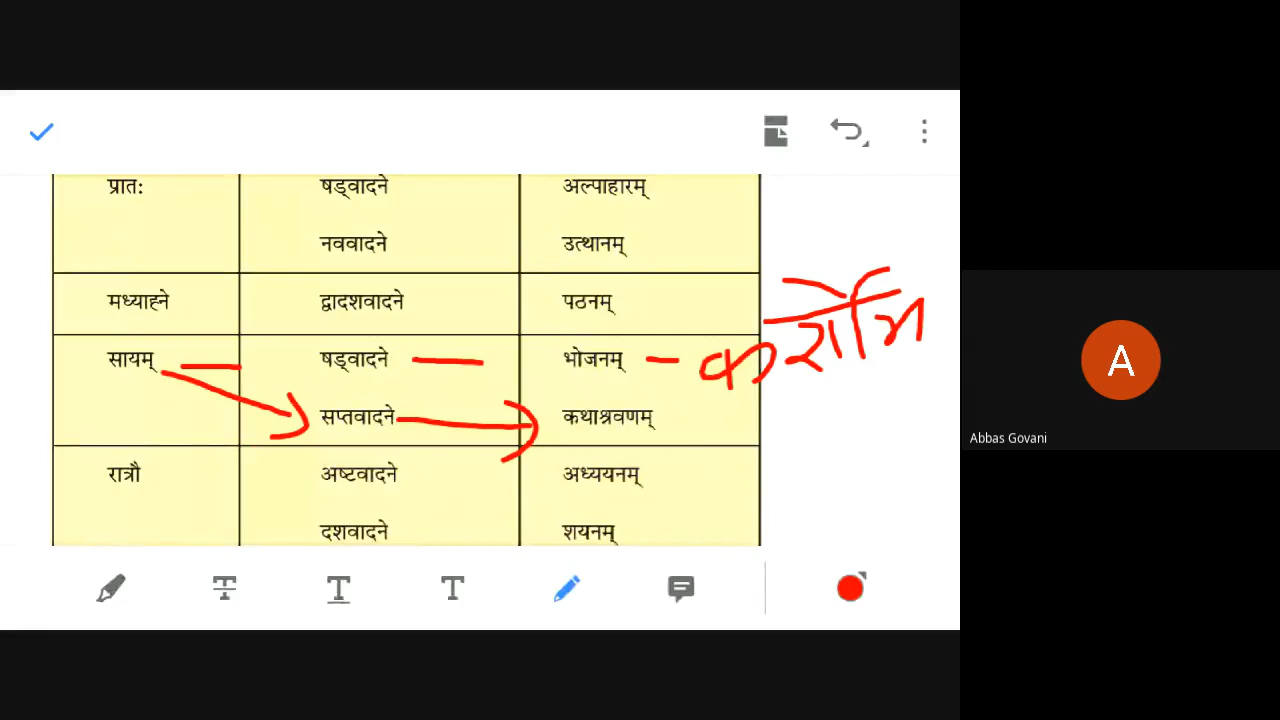 प्रातः षड्वादने अल्पाहारम्
नववादने उत्थानम्
मध्याह्ने द्वादशवादने पठनम्
सायम् षड्वादने भोजनम् करोमि
सप्तवादने कथाश्रवणम्
रात्रौ अष्टवादने अध्ययनम्
दशवादने शयनम्
A
Abbas Govani